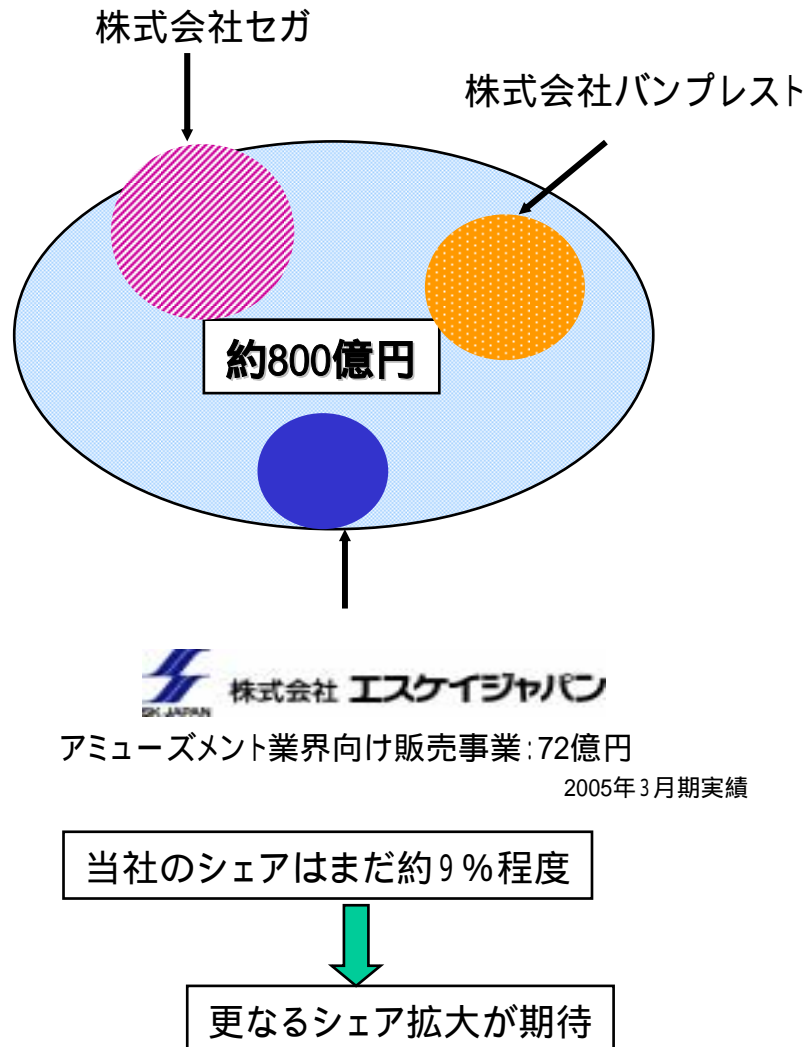 株式会社セガ
株式会社バンプレスト
約800億円
SK JAPAN
株式会社 エスケイジャパン
アミューズメント業界向け販売事業：72億円
2005年３月期実績
当社のシェアはまだ約９％程度
更なるシェア拡大が期待